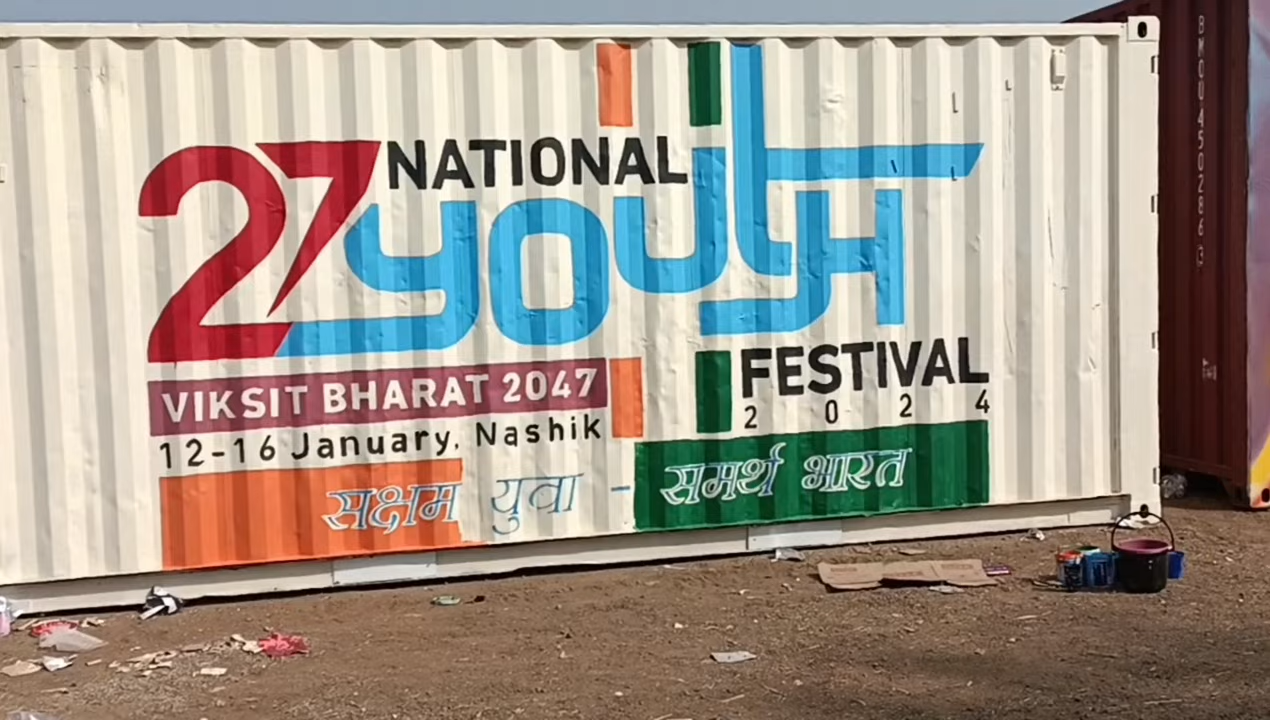 27 NATIONAL
youth
FESTIVAL
2024
VIKSIT BHARAT 2047
12-16 January, Nashik
सक्षम युवा - समर्थ भारत